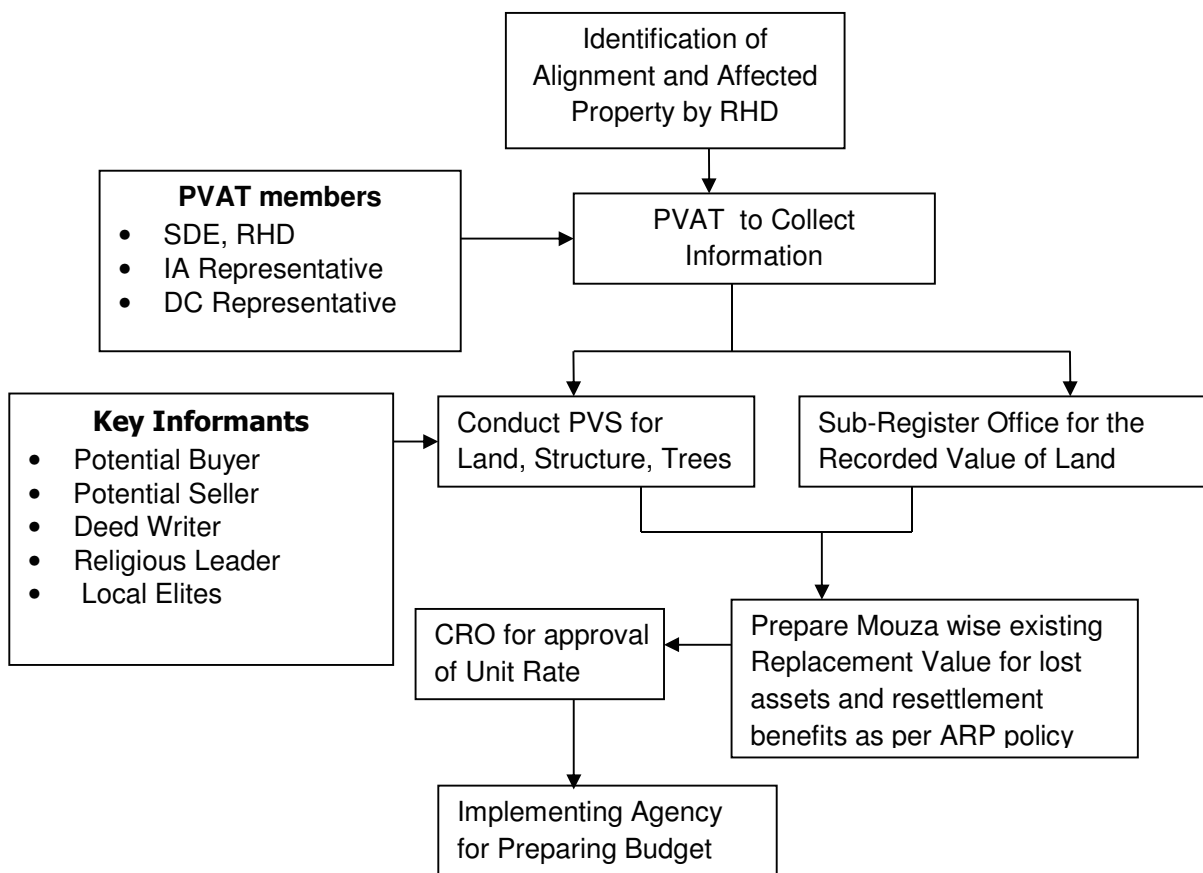 Identification of
Alignment and Affected
Property by RHD
PVAT members
• SDE, RHD
• IA Representative
• DC Representative
PVAT to Collect
Information
Key Informants
• Potential Buyer
• Potential Seller
• Deed Writer
• Religious Leader
• Local Elites
Conduct PVS for
Land, Structure, Trees
Sub-Register Office for the
Recorded Value of Land
CRO for approval
of Unit Rate
Prepare Mouza wise existing
Replacement Value for lost
assets and resettlement
benefits as per ARP policy
Implementing Agency
for Preparing Budget